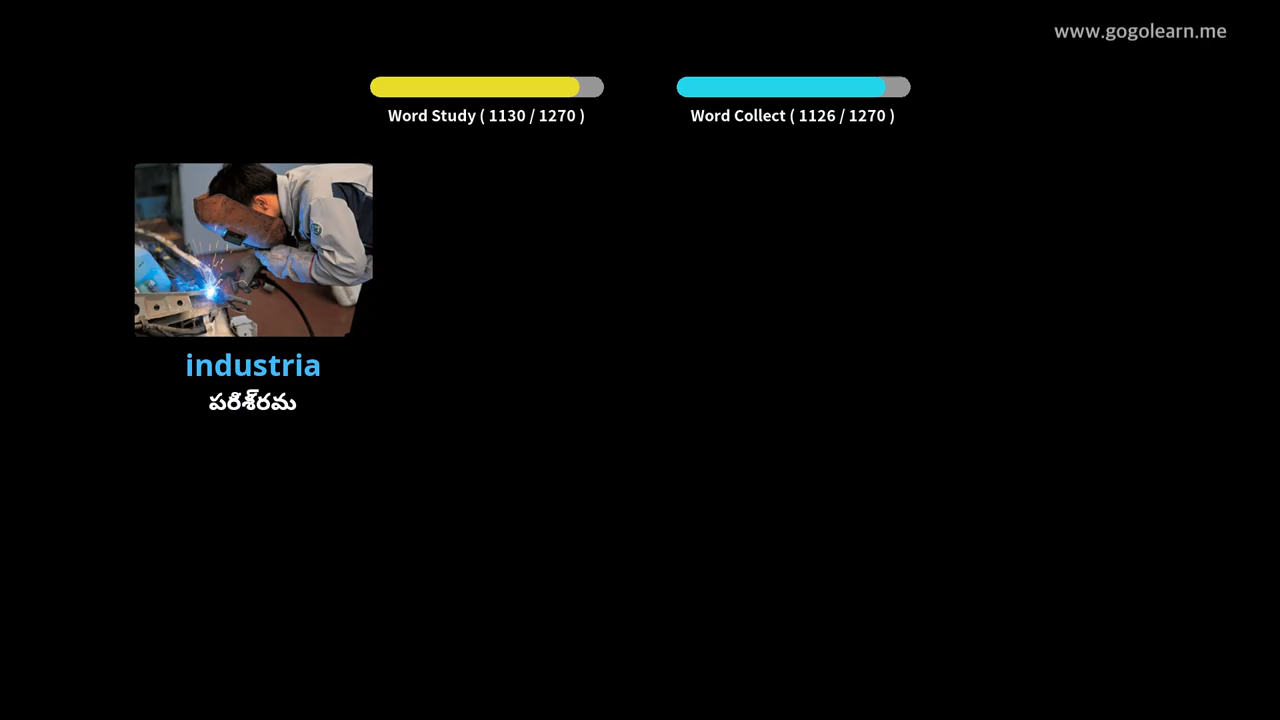 www.gogolearn.me
Word Study ( 1130 / 1270 )
Word Collect ( 1126 / 1270 )
industria
పరిశ్రమ